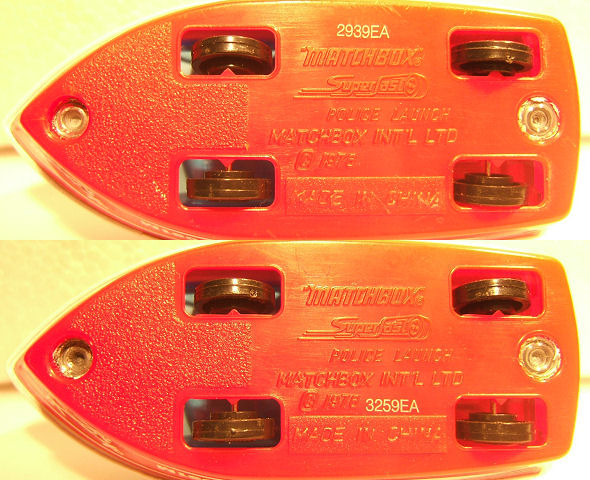 2939EA
MATCHBOX®
Superfast
POLICE LAUNCH
MATCHBOX INT'L LTD
© 1976
MADE IN CHINA
MATCHBOX®
Superfast
POLICE LAUNCH
MATCHBOX INT'L LTD
© 1976
3259EA
MADE IN CHINA